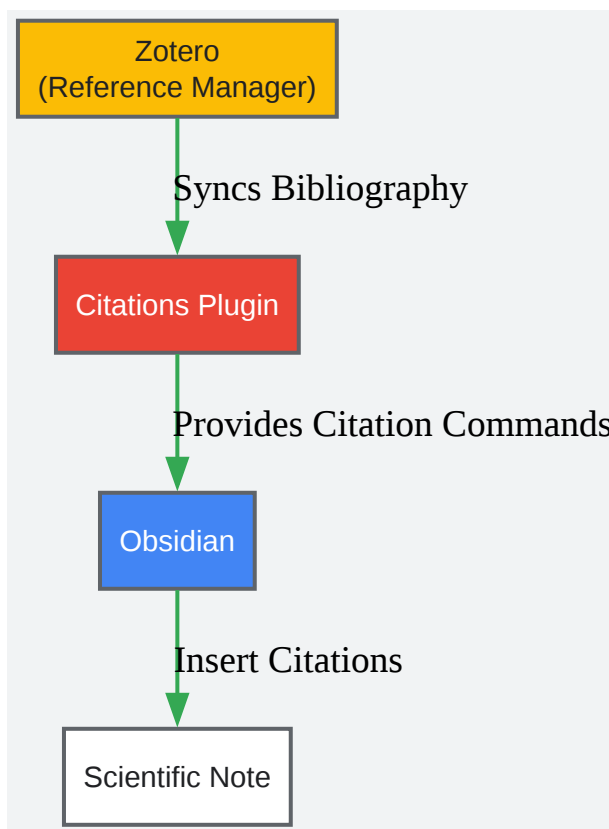 Zotero
(Reference Manager)
Syncs Bibliography
Citations Plugin
Provides Citation Commands
Obsidian
Insert Citations
Scientific Note